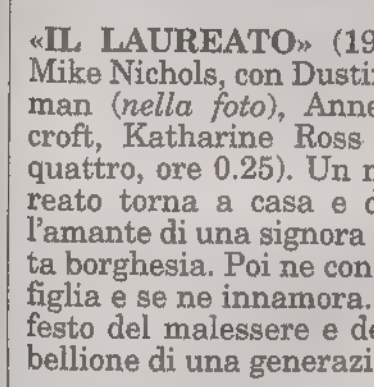 «IL LAUREATO» (19
Mike Nichols, con Dusti
man (nella foto), Anne
croft, Katharine Ross
quattro, ore 0.25). Un
reato torna a casa e
l'amante di una signora
ta borghesia. Poi ne con
figlia e se ne innamora.
festo del malessere e de
bellione di una generazi